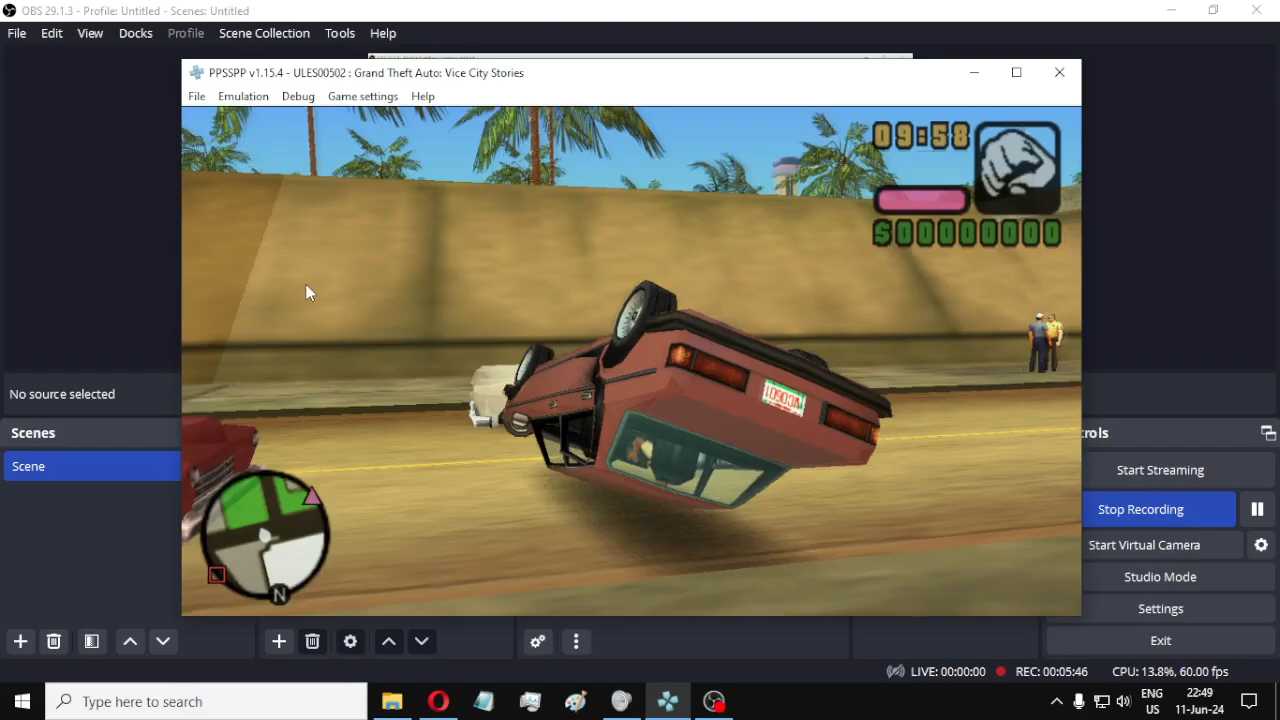 OBS 29.1.3 - Profile: Untitled - Scenes: Untitled
File Edit View Docks Profile Scene Collection Tools Help
PPSSPP v1.15.4 - ULES00502 : Grand Theft Auto: Vice City Stories
File Emulation Debug Game settings Help
09:58
$00000000
N
No source selected
Scenes
Scene
rols
Start Streaming
Stop Recording
Start Virtual Camera
Studio Mode
Settings
Exit
LIVE: 00:00:00 REC: 00:05:46 CPU: 13.8%, 60.00 fps
Type here to search
ENG
US
22:49
11-Jun-24